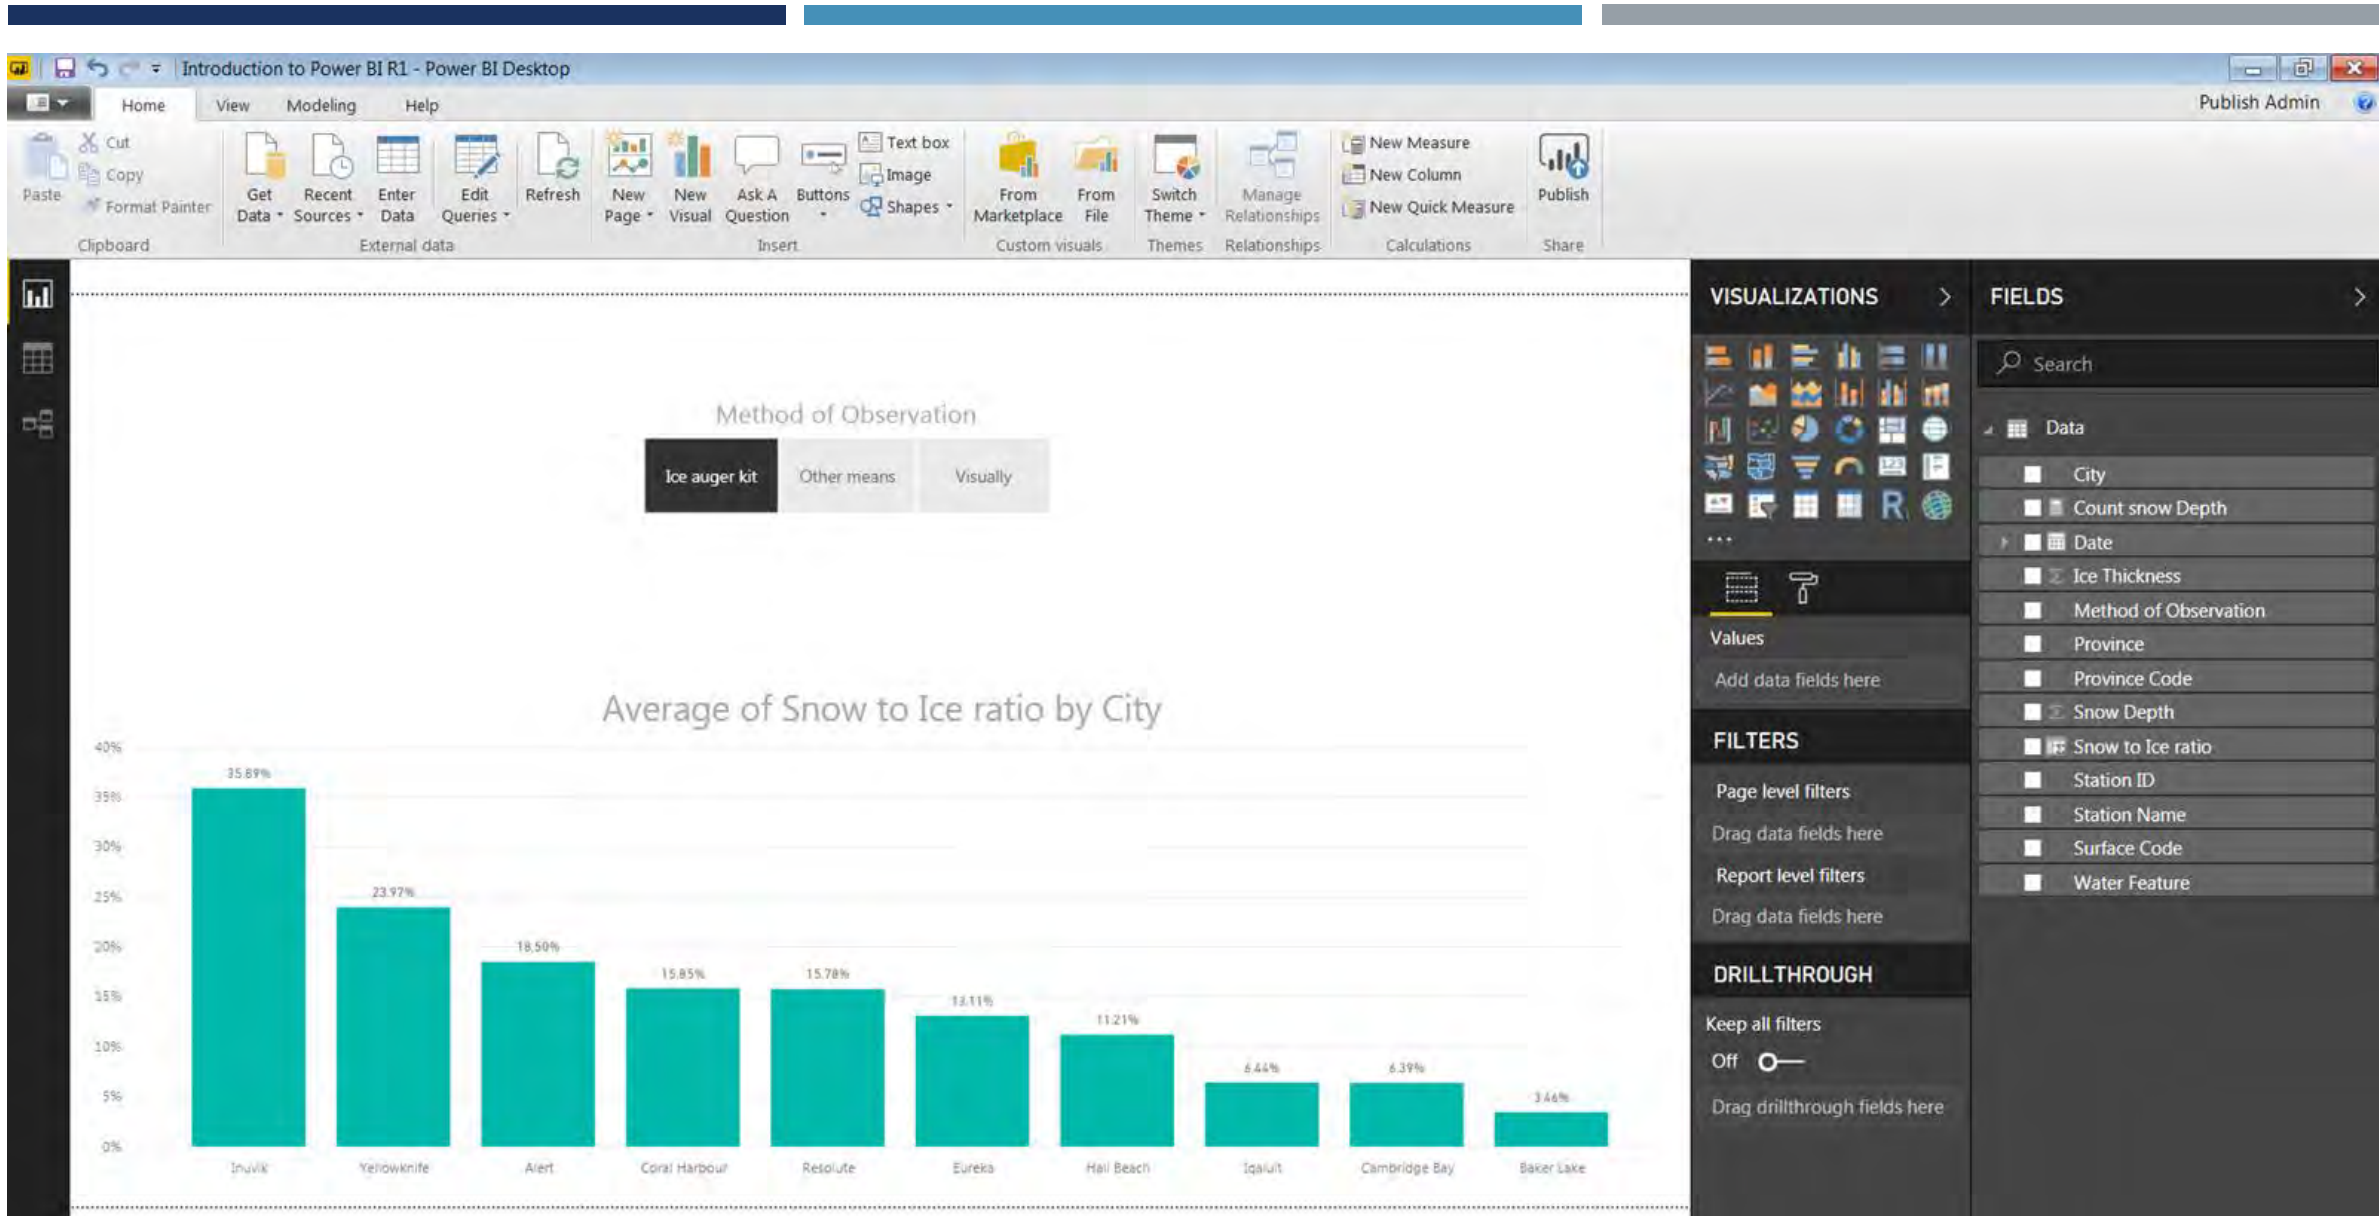 Introduction to Power BI R1 - Power BI Desktop
Home View Modeling Help
Publish Admin
Paste
Cut
Copy
Format Painter
Clipboard
Get Data
Recent Sources
Enter Data
Edit Queries
Refresh
External data
New Page
New Visual
Ask A Question
Buttons
Text box
Image
Shapes
Insert
From Marketplace
From File
Custom visuals
Switch Theme
Themes
Manage Relationships
Relationships
New Measure
New Column
New Quick Measure
Calculations
Publish
Share
Method of Observation
Ice auger kit Other means Visually
Average of Snow to Ice ratio by City
40%
35%
30%
25%
20%
15%
10%
5%
0%
35.89%
23.97%
18.50%
15.85%
15.78%
13.11%
11.21%
6.44%
6.39%
3.46%
Inuvik Yellowknife Alert Coral Harbour Resolute Eureka Hall Beach Iqaluit Cambridge Bay Baker Lake
VISUALIZATIONS
123
R
Values
Add data fields here
FILTERS
Page level filters
Drag data fields here
Report level filters
Drag data fields here
DRILLTHROUGH
Keep all filters
Off
Drag drillthrough fields here
FIELDS
Search
Data
City
Count snow Depth
Date
Ice Thickness
Method of Observation
Province
Province Code
Snow Depth
Snow to Ice ratio
Station ID
Station Name
Surface Code
Water Feature